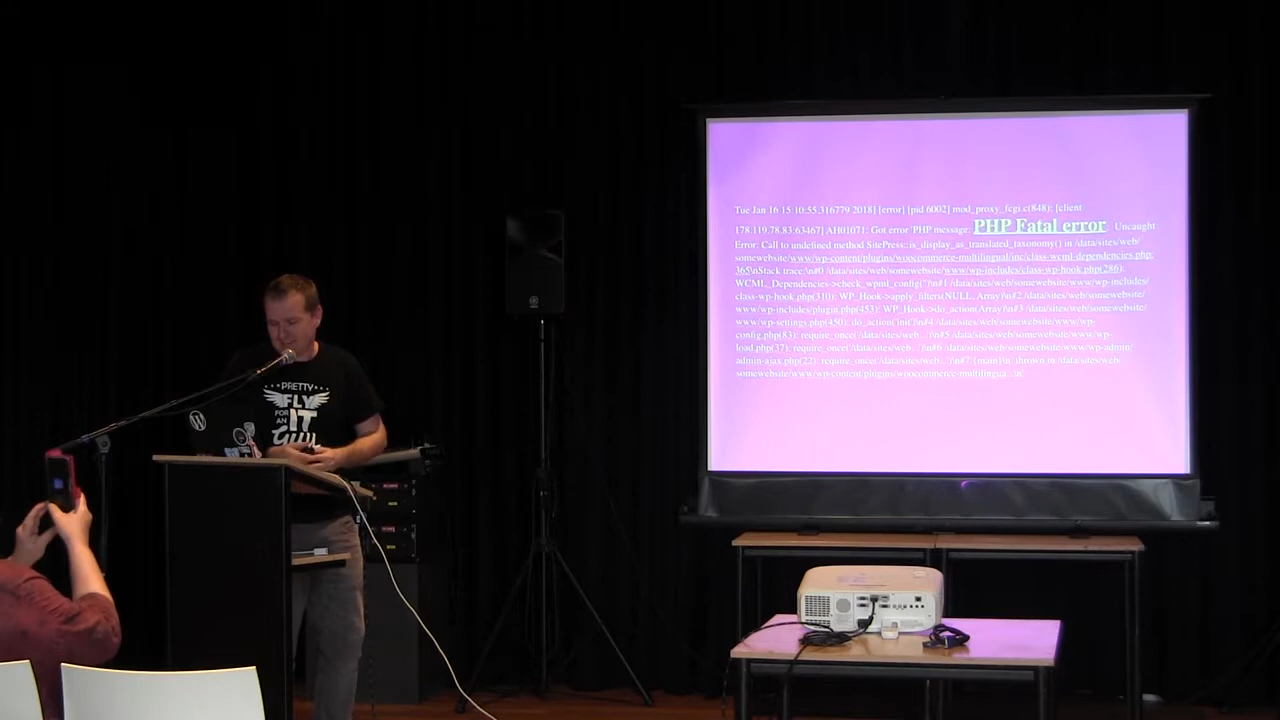 PRETTY
FLY
FOR
AN
IT
GUY
Tue Jan 16 15:10:55.316779 2018] [error] [pid 6002] mod_proxy_fcgi.c(848): [client
178.119.78.83:63467] AH01071: Got error 'PHP message: PHP Fatal error: Uncaught
Error: Call to undefined method SitePress::is_display_as_translated_taxonomy() in /data/sites/web/
somewebsite/www/wp-content/plugins/woocommerce-multilingual/inc/class-wcml-dependencies.php:
365\nStack trace:\n#0 /data/sites/web/somewebsite/www/wp-includes/class-wp-hook.php(286):
WCML_Dependencies->check_wpml_config('')\n#1 /data/sites/web/somewebsite/www/wp-includes/
class-wp-hook.php(310): WP_Hook->apply_filters(NULL, Array)\n#2 /data/sites/web/somewebsite/
www/wp-includes/plugin.php(453): WP_Hook->do_action(Array)\n#3 /data/sites/web/somewebsite/
www/wp-settings.php(450): do_action('init')\n#4 /data/sites/web/somewebsite/www/wp-
config.php(83): require_once('/data/sites/web...')\n#5 /data/sites/web/somewebsite/www/wp-
load.php(37): require_once('/data/sites/web...')\n#6 /data/sites/web/somewebsite/www/wp-admin/
admin-ajax.php(22): require_once('/data/sites/web...')\n#7 {main}\n thrown in /data/sites/web/
somewebsite/www/wp-content/plugins/woocommerce-multilingua...\n'